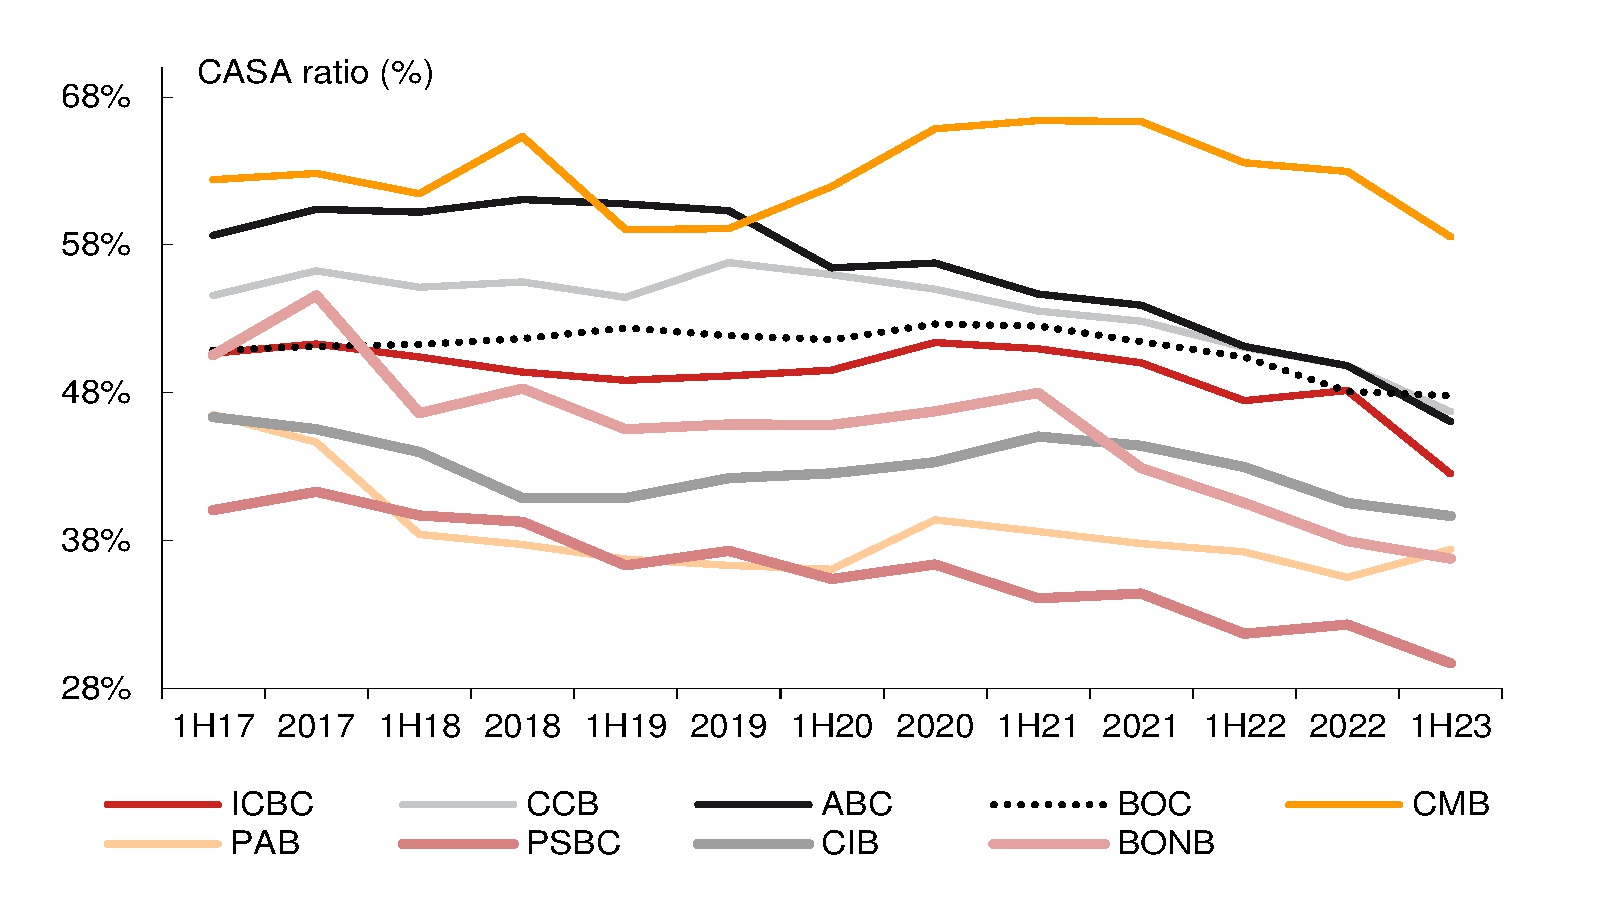 CASA ratio (%)
68%
58%
48%
38%
28%
1H17 2017 1H18 2018 1H19 2019 1H20 2020 1H21 2021 1H22 2022 1H23
ICBC CCB ABC BOC CMB
PAB PSBC CIB BONB